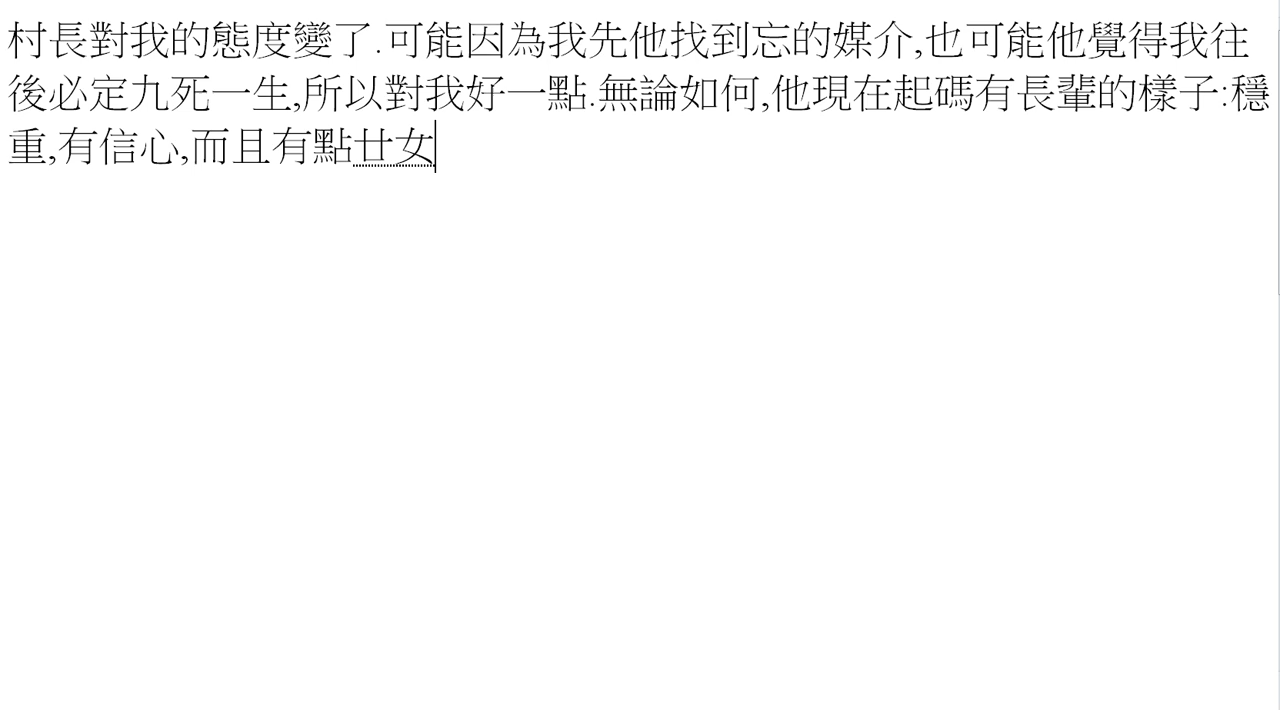 村長對我的態度變了.可能因為我先他找到忘的媒介,也可能他覺得我往
後必定九死一生,所以對我好一點.無論如何,他現在起碼有長輩的樣子:穩
重,有信心,而且有點廿女